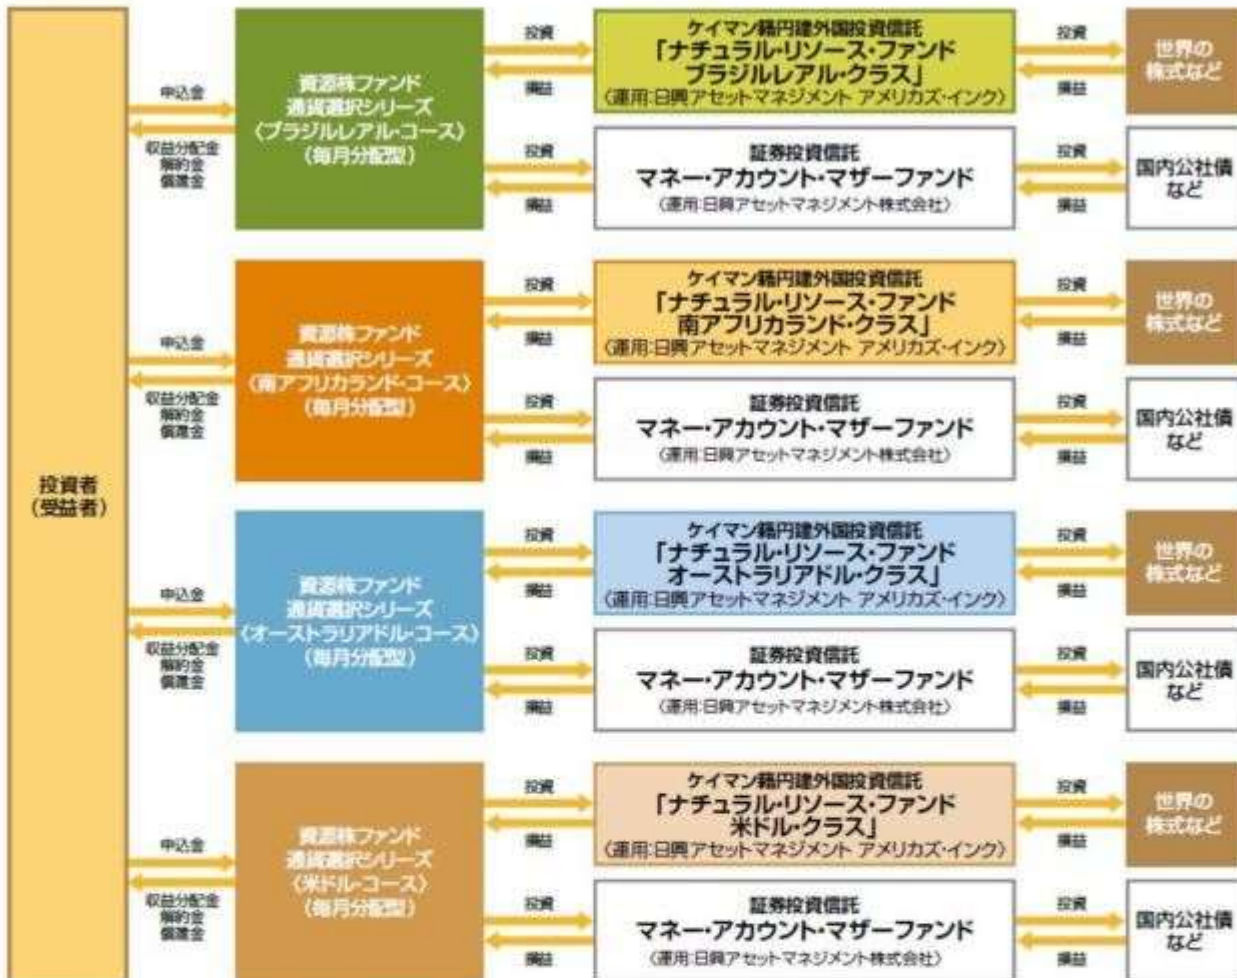 投資者
(受益者)
申込金
収益分配金
解約金
償還金
資源株ファンド
通貨選択シリーズ
〈ブラジルレアル・コース〉
(毎月分配型)
投資
損益
ケイマン籍円建外国投資信託
「ナチュラル・リソース・ファンド
ブラジルレアル・クラス」
〈運用:日興アセットマネジメント アメリカズ・インク〉
投資
損益
世界の
株式など
投資
損益
証券投資信託
マネー・アカウント・マザーファンド
〈運用:日興アセットマネジメント株式会社〉
投資
損益
国内公社債
など
申込金
収益分配金
解約金
償還金
資源株ファンド
通貨選択シリーズ
〈南アフリカランド・コース〉
(毎月分配型)
投資
損益
ケイマン籍円建外国投資信託
「ナチュラル・リソース・ファンド
南アフリカランド・クラス」
〈運用:日興アセットマネジメント アメリカズ・インク〉
投資
損益
世界の
株式など
投資
損益
証券投資信託
マネー・アカウント・マザーファンド
〈運用:日興アセットマネジメント株式会社〉
投資
損益
国内公社債
など
申込金
収益分配金
解約金
償還金
資源株ファンド
通貨選択シリーズ
〈オーストラリアドル・コース〉
(毎月分配型)
投資
損益
ケイマン籍円建外国投資信託
「ナチュラル・リソース・ファンド
オーストラリアドル・クラス」
〈運用:日興アセットマネジメント アメリカズ・インク〉
投資
損益
世界の
株式など
投資
損益
証券投資信託
マネー・アカウント・マザーファンド
〈運用:日興アセットマネジメント株式会社〉
投資
損益
国内公社債
など
申込金
収益分配金
解約金
償還金
資源株ファンド
通貨選択シリーズ
〈米ドル・コース〉
(毎月分配型)
投資
損益
ケイマン籍円建外国投資信託
「ナチュラル・リソース・ファンド
米ドル・クラス」
〈運用:日興アセットマネジメント アメリカズ・インク〉
投資
損益
世界の
株式など
投資
損益
証券投資信託
マネー・アカウント・マザーファンド
〈運用:日興アセットマネジメント株式会社〉
投資
損益
国内公社債
など